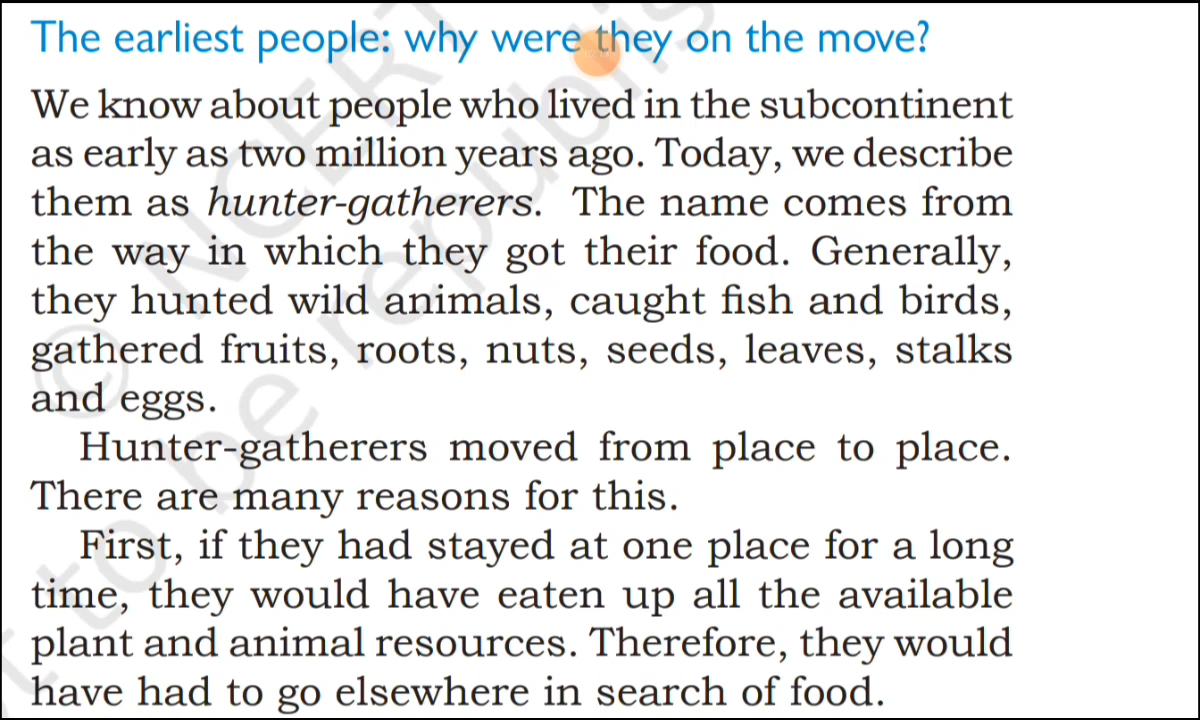 The earliest people: why were they on the move?
We know about people who lived in the subcontinent
as early as two million years ago. Today, we describe
them as hunter-gatherers. The name comes from
the way in which they got their food. Generally,
they hunted wild animals, caught fish and birds,
gathered fruits, roots, nuts, seeds, leaves, stalks
and eggs.
Hunter-gatherers moved from place to place.
There are many reasons for this.
First, if they had stayed at one place for a long
time, they would have eaten up all the available
plant and animal resources. Therefore, they would
have had to go elsewhere in search of food.
© NCERT
to be republis